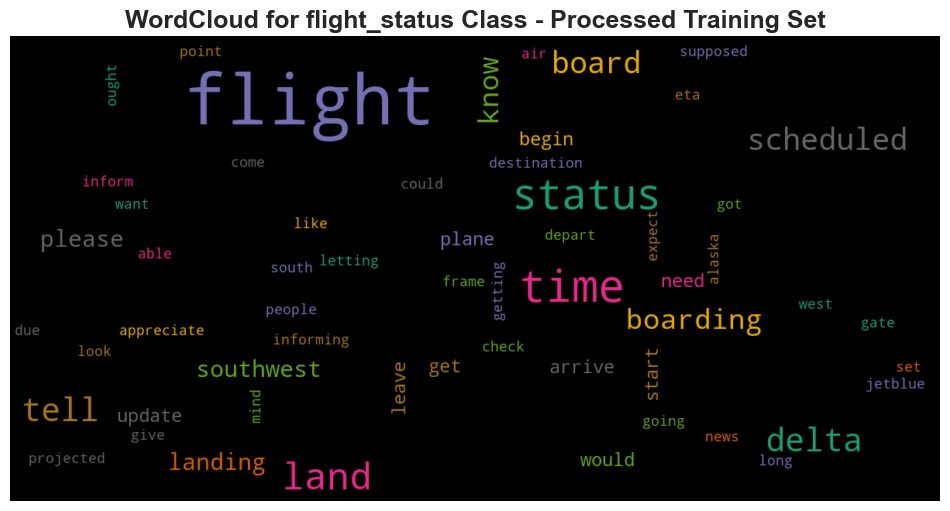 WordCloud for flight_status Class - Processed Training Set
point
ought
flight
know
air
board
supposed
eta
begin
scheduled
come
destination
inform
could
want
status
got
like
please
plane
depart
expect
able
south
letting
alaska
frame
getting
time
need
people
west
due
appreciate
informing
boarding
gate
look
check
southwest
leave
get
arrive
start
set
jetblue
tell
update
mind
give
going
news
delta
projected
landing
land
would
long